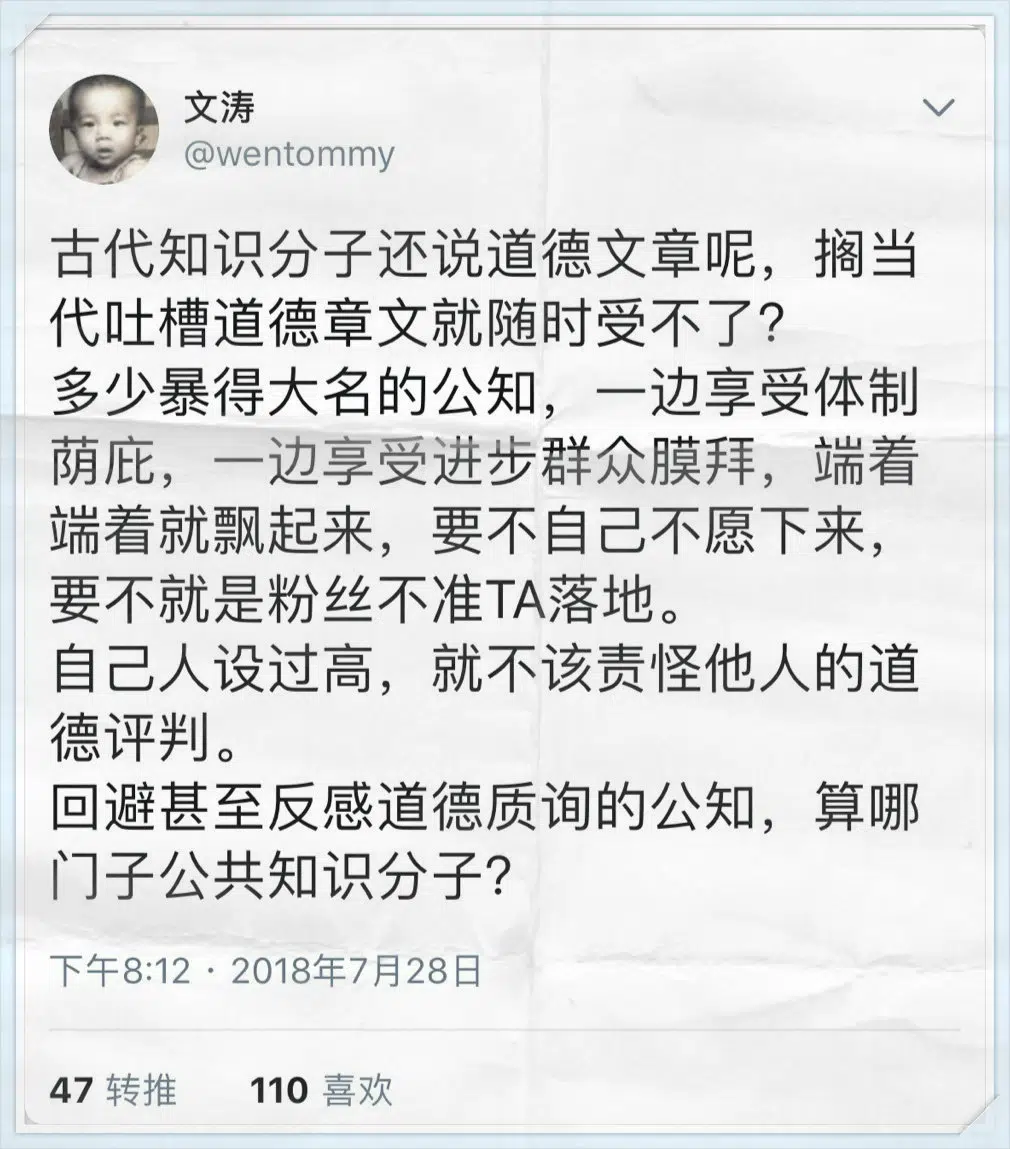 文涛
@wentommy
古代知识分子还说道德文章呢，搁当
代吐槽道德章文就随时受不了？
多少暴得大名的公知，一边享受体制
荫庇，一边享受进步群众膜拜，端着
端着就飘起来，要不自己不愿下来，
要不就是粉丝不准TA落地。
自己人设过高，就不该责怪他人的道
德评判。
回避甚至反感道德质询的公知，算哪
门子公共知识分子？
下午8:12 · 2018年7月28日
47 转推 110 喜欢